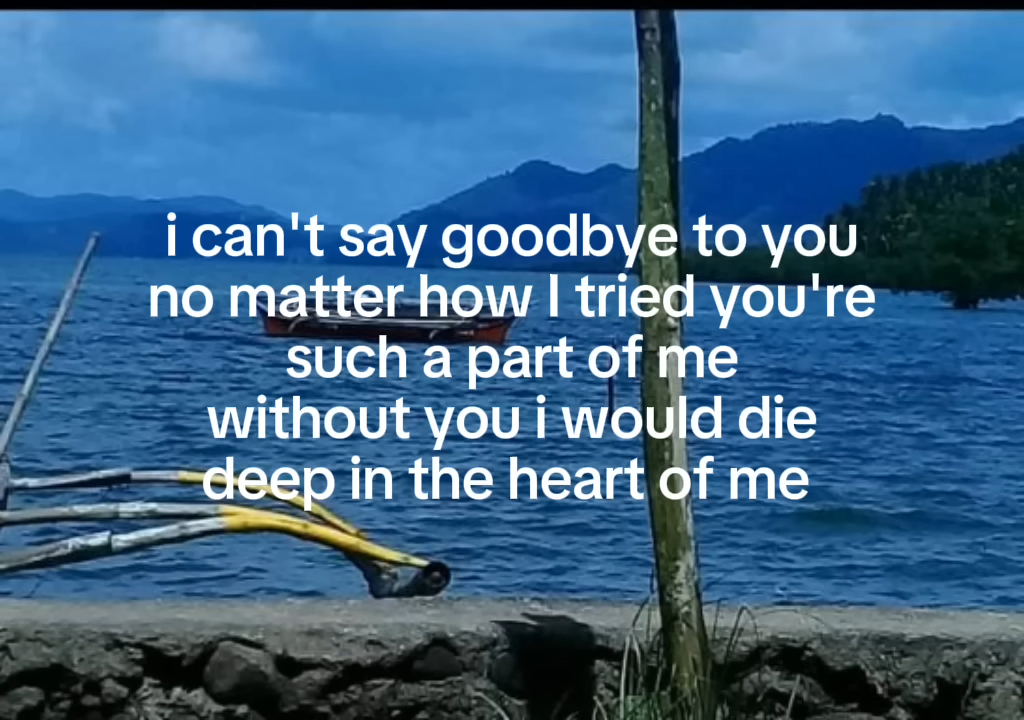 i can't say goodbye to you
no matter how I tried you're
such a part of me
without you i would die
deep in the heart of me